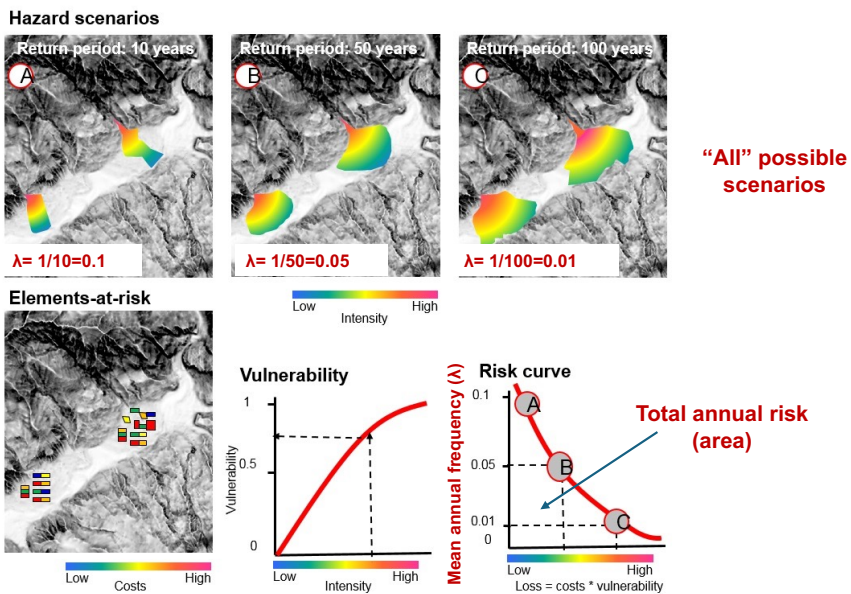 Hazard scenarios
Return period: 10 years
Return period: 50 years
Return period: 100 years
A
B
C
“All” possible
scenarios
λ= 1/10=0.1
λ= 1/50=0.05
λ= 1/100=0.01
Elements-at-risk
Low
High
Intensity
Vulnerability
Risk curve
1
0.5
0
Vulnerability
Mean annual frequency (λ)
0.1
0.05
0.01
0
A
B
C
Total annual risk
(area)
Low
High
Costs
Low
High
Intensity
Low
High
Loss = costs * vulnerability